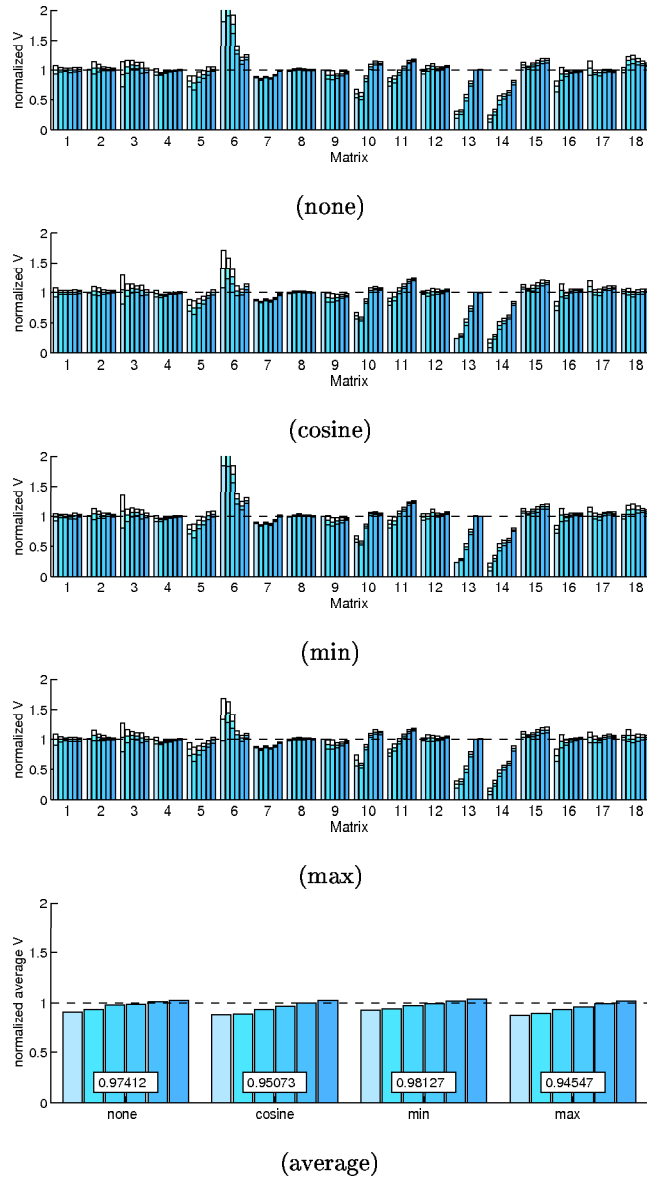 2
1.5
1
0.5
0
normalized V
1 2 3 4 5 6 7 8 9 10 11 12 13 14 15 16 17 18
Matrix
(none)
2
1.5
1
0.5
0
normalized V
1 2 3 4 5 6 7 8 9 10 11 12 13 14 15 16 17 18
Matrix
(cosine)
2
1.5
1
0.5
0
normalized V
1 2 3 4 5 6 7 8 9 10 11 12 13 14 15 16 17 18
Matrix
(min)
2
1.5
1
0.5
0
normalized V
1 2 3 4 5 6 7 8 9 10 11 12 13 14 15 16 17 18
Matrix
(max)
2
1.5
1
0.5
0
normalized average V
0.97412 0.95073 0.98127 0.94547
none cosine min max
(average)